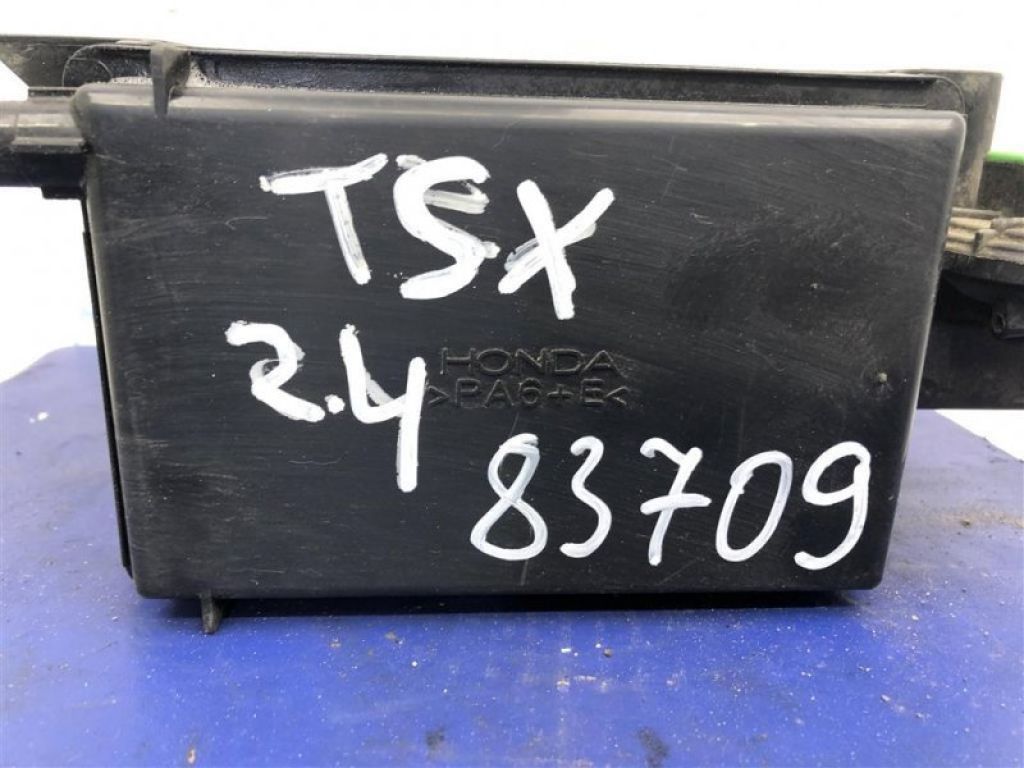 TSX
2.4
HONDA
>PA6+E<
83709